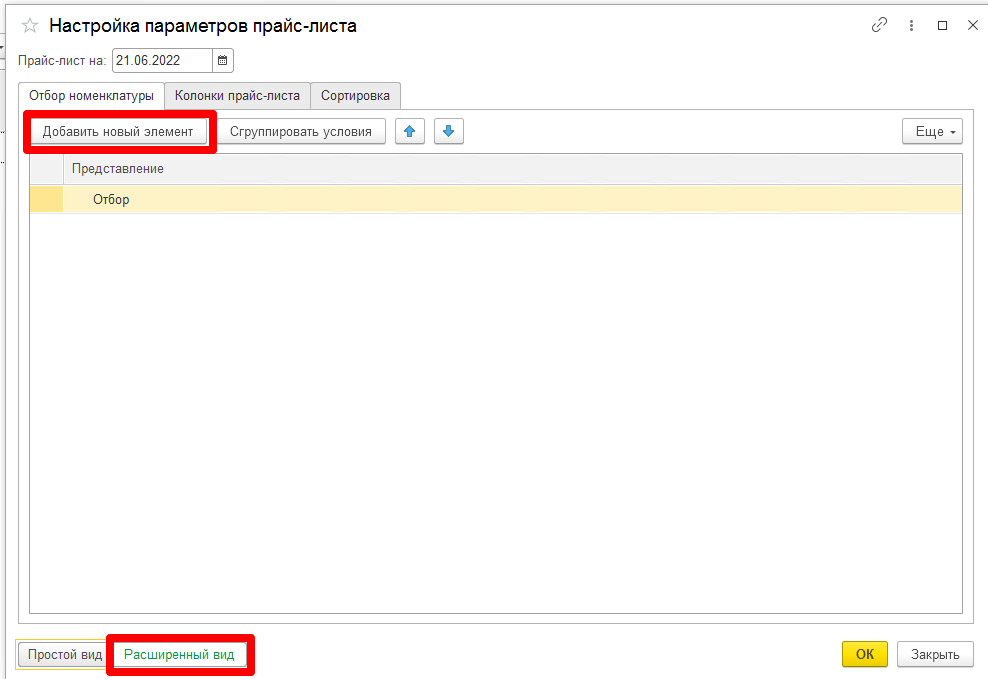 Настройка параметров прайс-листа
Прайс-лист на: 21.06.2022
Отбор номенклатуры Колонки прайс-листа Сортировка
Добавить новый элемент Сгруппировать условия Еще
Представление
Отбор
Простой вид Расширенный вид ОК Закрыть